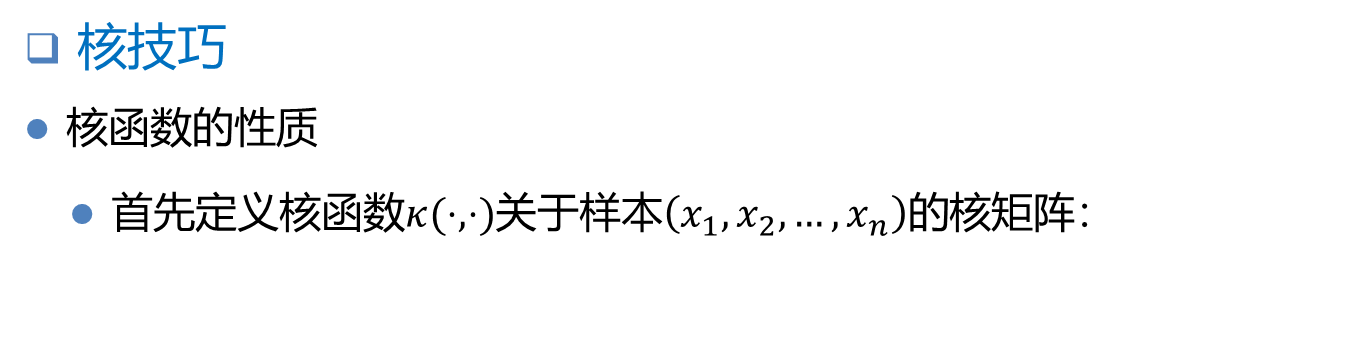 核技巧
核函数的性质
首先定义核函数𝜅(·,·)关于样本(𝑥₁, 𝑥₂, … , 𝑥ₙ)的核矩阵：